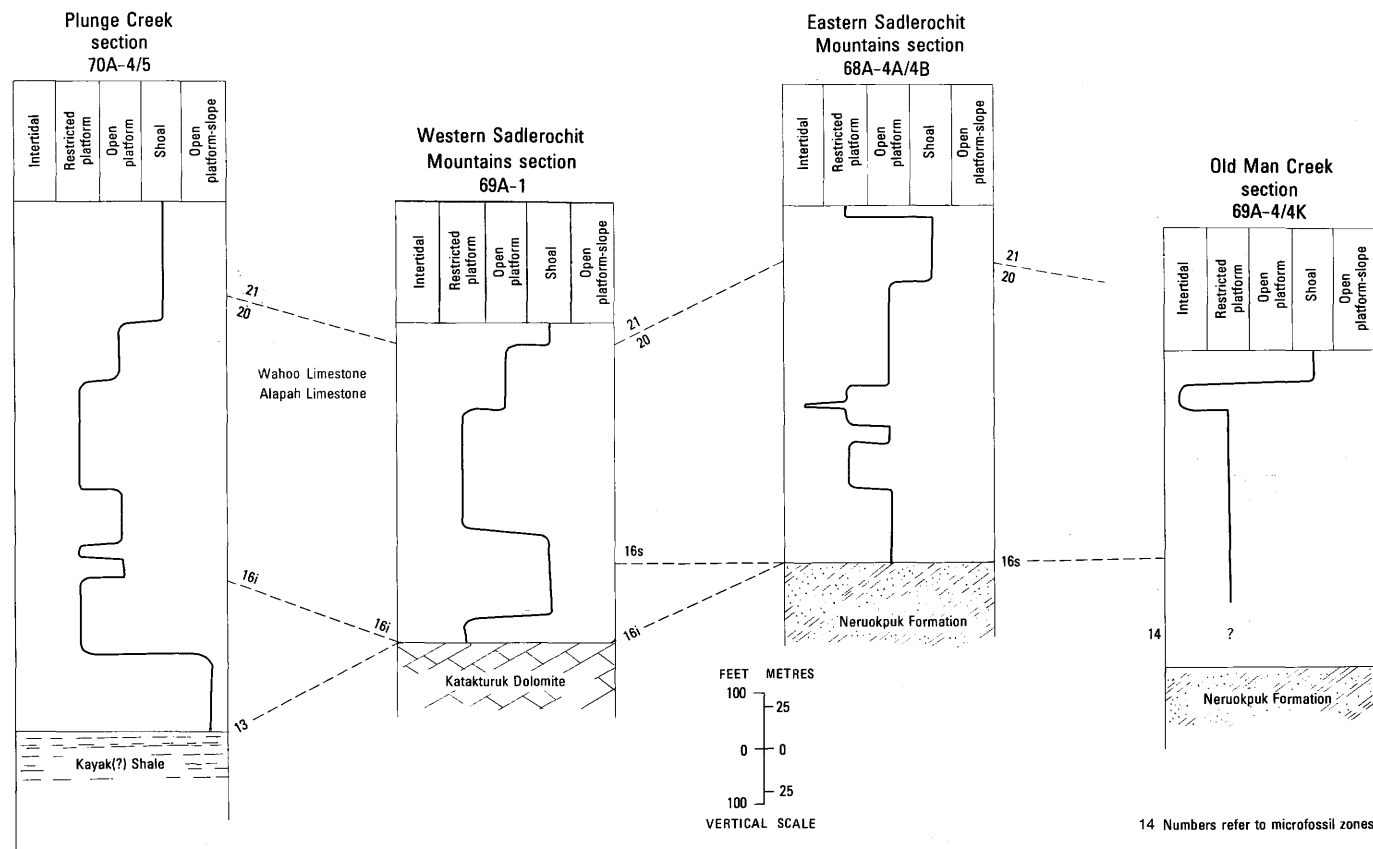 Plunge Creek
section
70A-4/5
Intertidal
Restricted
platform
Open
platform
Shoal
Open
platform-slope
21
20
16i
13
Kayak(?) Shale
Wahoo Limestone
Alapah Limestone
Western Sadlerochit
Mountains section
69A-1
Intertidal
Restricted
platform
Open
platform
Shoal
Open
platform-slope
16i
Katakturuk Dolomite
21
20
16s
16i
Eastern Sadlerochit
Mountains section
68A-4A/4B
Intertidal
Restricted
platform
Open
platform
Shoal
Open
platform-slope
Neruokpuk Formation
21
20
16s
14
Old Man Creek
section
69A-4/4K
Intertidal
Restricted
platform
Open
platform
Shoal
Open
platform-slope
?
Neruokpuk Formation
FEET METRES
100
25
0 0
25
100
VERTICAL SCALE
14 Numbers refer to microfossil zones